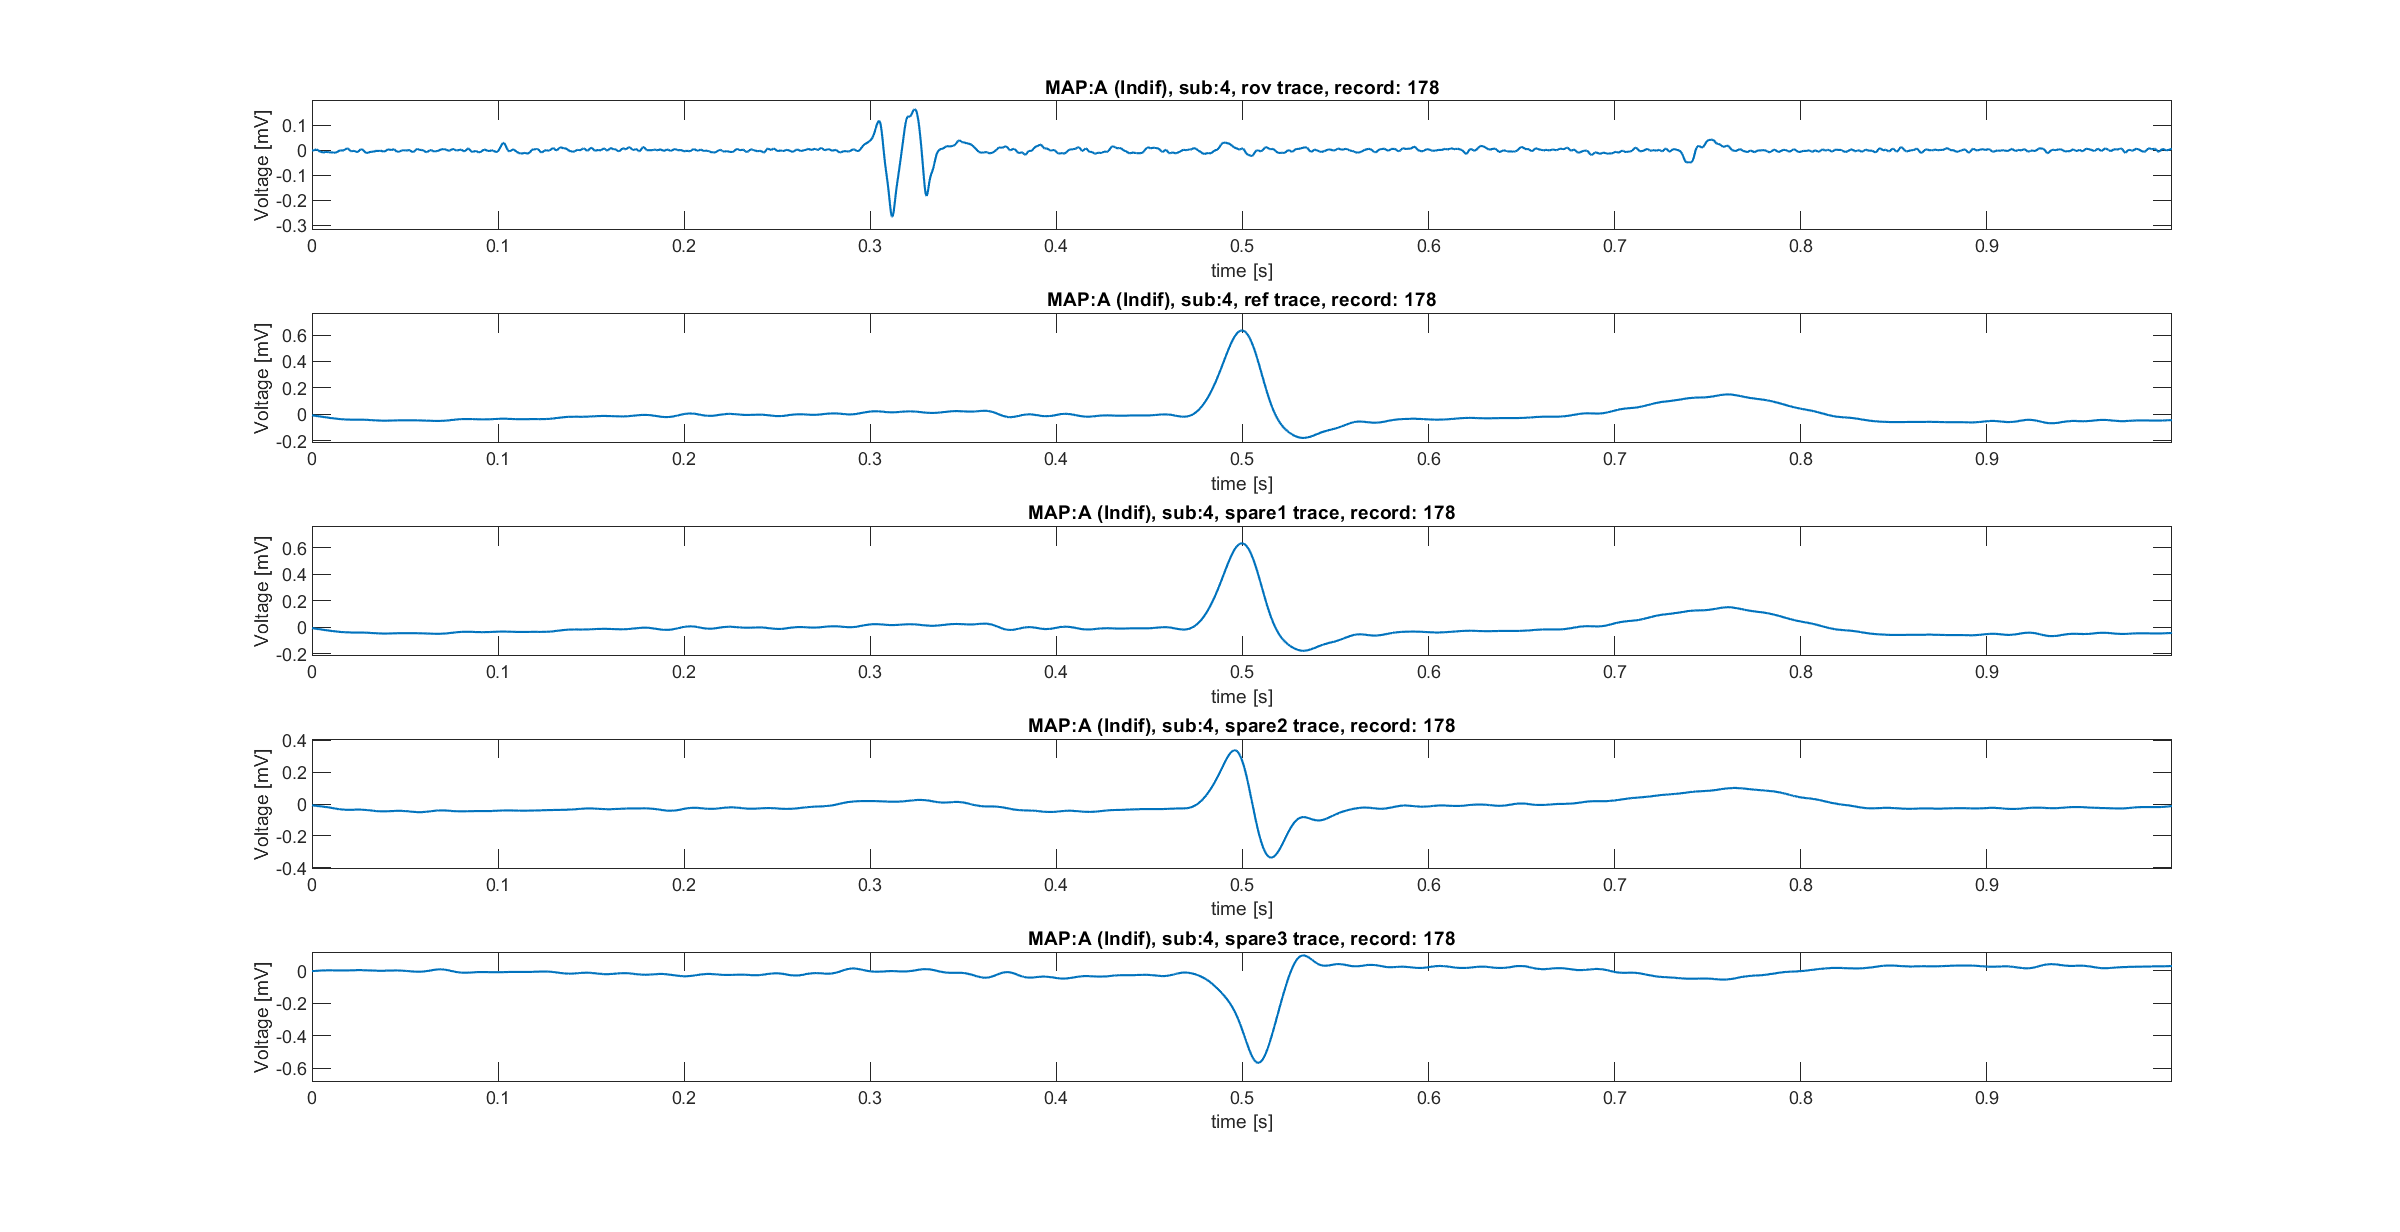 MAP:A (Indif), sub:4, rov trace, record: 178
Voltage [mV]
0.1
0
-0.1
-0.2
-0.3
0 0.1 0.2 0.3 0.4 0.5 0.6 0.7 0.8 0.9
time [s]
MAP:A (Indif), sub:4, ref trace, record: 178
Voltage [mV]
0.6
0.4
0.2
0
-0.2
0 0.1 0.2 0.3 0.4 0.5 0.6 0.7 0.8 0.9
time [s]
MAP:A (Indif), sub:4, spare1 trace, record: 178
Voltage [mV]
0.6
0.4
0.2
0
-0.2
0 0.1 0.2 0.3 0.4 0.5 0.6 0.7 0.8 0.9
time [s]
MAP:A (Indif), sub:4, spare2 trace, record: 178
Voltage [mV]
0.4
0.2
0
-0.2
-0.4
0 0.1 0.2 0.3 0.4 0.5 0.6 0.7 0.8 0.9
time [s]
MAP:A (Indif), sub:4, spare3 trace, record: 178
Voltage [mV]
0
-0.2
-0.4
-0.6
0 0.1 0.2 0.3 0.4 0.5 0.6 0.7 0.8 0.9
time [s]